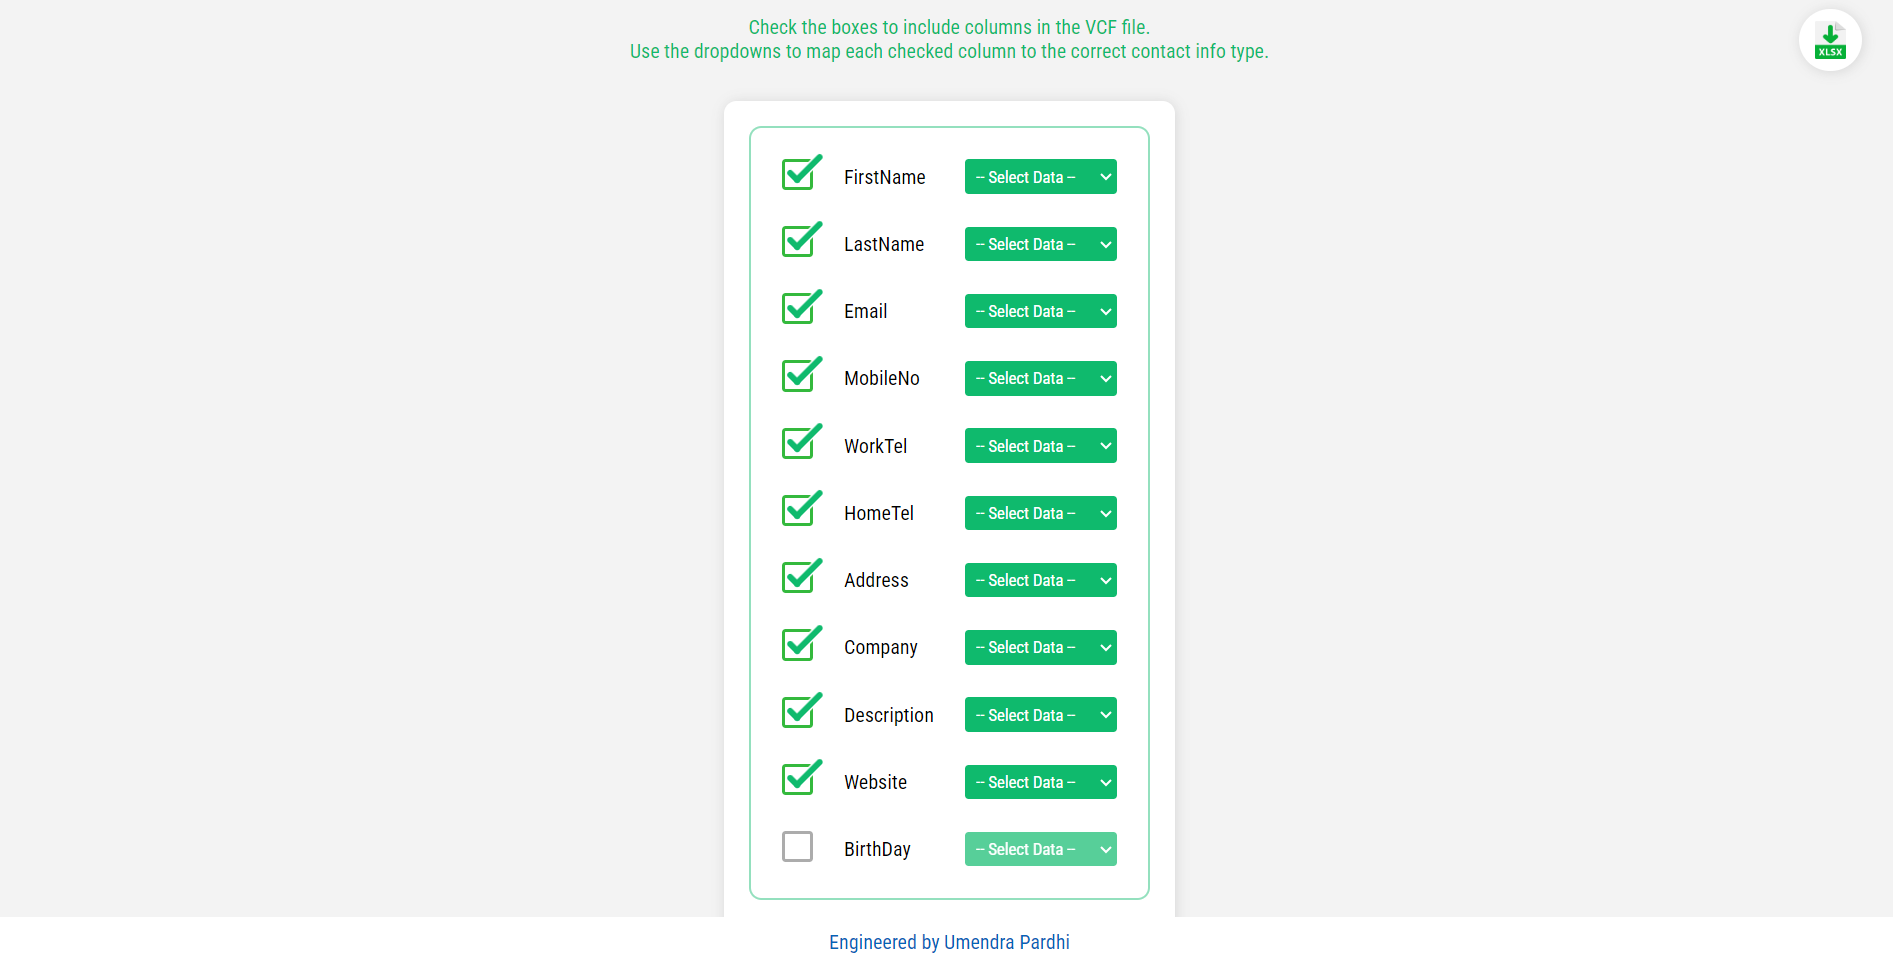 Check the boxes to include columns in the VCF file.
Use the dropdowns to map each checked column to the correct contact info type.
XLSX
FirstName -- Select Data --
LastName -- Select Data --
Email -- Select Data --
MobileNo -- Select Data --
WorkTel -- Select Data --
HomeTel -- Select Data --
Address -- Select Data --
Company -- Select Data --
Description -- Select Data --
Website -- Select Data --
BirthDay -- Select Data --
Engineered by Umendra Pardhi